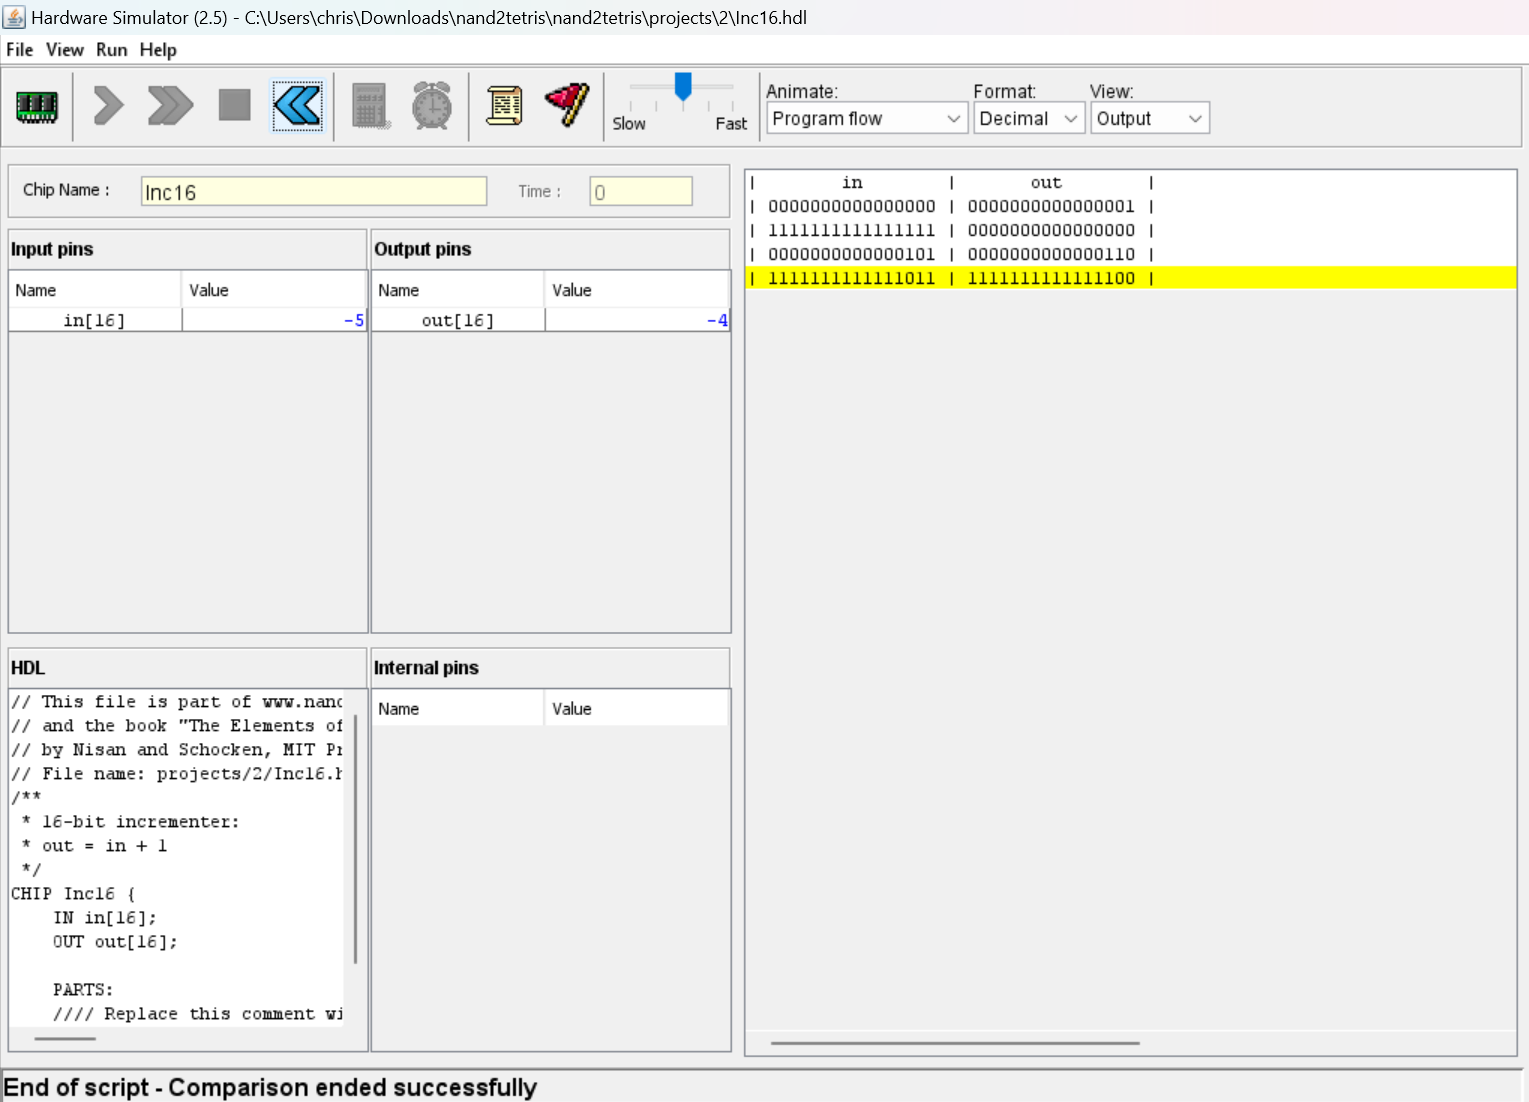 Hardware Simulator (2.5) - C:\Users\chris\Downloads\nand2tetris\nand2tetris\projects\2\Inc16.hdl
File View Run Help
Slow Fast
Animate: Format: View:
Program flow Decimal Output
Chip Name : Inc16 Time : 0
Input pins
Name Value
in[16] -5
Output pins
Name Value
out[16] -4
HDL
// This file is part of www.nand
// and the book "The Elements of
// by Nisan and Schocken, MIT Pr
// File name: projects/2/Inc16.h
/**
* 16-bit incrementer:
* out = in + 1
*/
CHIP Inc16 {
IN in[16];
OUT out[16];
PARTS:
//// Replace this comment wi
Internal pins
Name Value
| in | out |
| 0000000000000000 | 0000000000000001 |
| 1111111111111111 | 0000000000000000 |
| 0000000000000101 | 0000000000000110 |
| 1111111111111011 | 1111111111111100 |
End of script - Comparison ended successfully